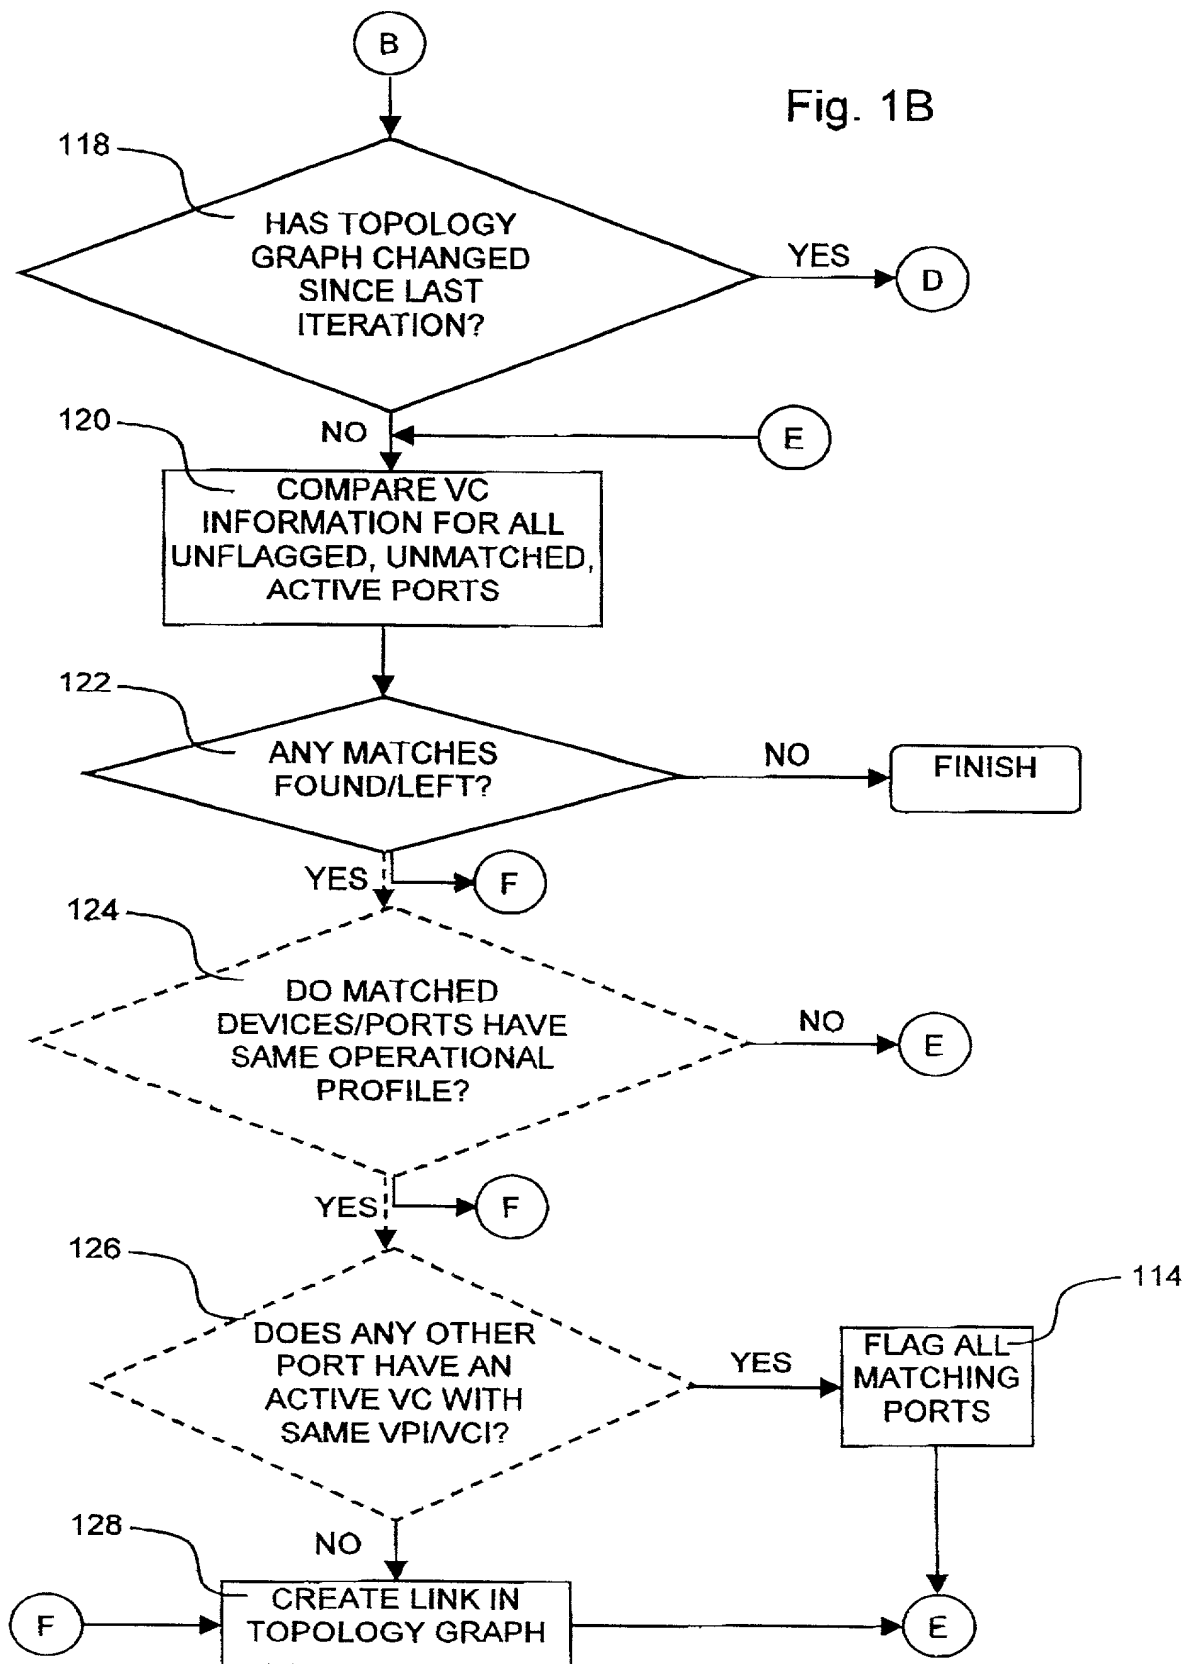 B
Fig. 1B
118
HAS TOPOLOGY
GRAPH CHANGED
SINCE LAST
ITERATION?
YES
D
120
NO
E
COMPARE VC
INFORMATION FOR ALL
UNFLAGGED, UNMATCHED,
ACTIVE PORTS
122
ANY MATCHES
FOUND/LEFT?
NO
FINISH
YES
F
124
DO MATCHED
DEVICES/PORTS HAVE
SAME OPERATIONAL
PROFILE?
NO
E
YES
F
126
DOES ANY OTHER
PORT HAVE AN
ACTIVE VC WITH
SAME VPI/VCI?
YES
114
FLAG ALL
MATCHING
PORTS
128
NO
F
CREATE LINK IN
TOPOLOGY GRAPH
E